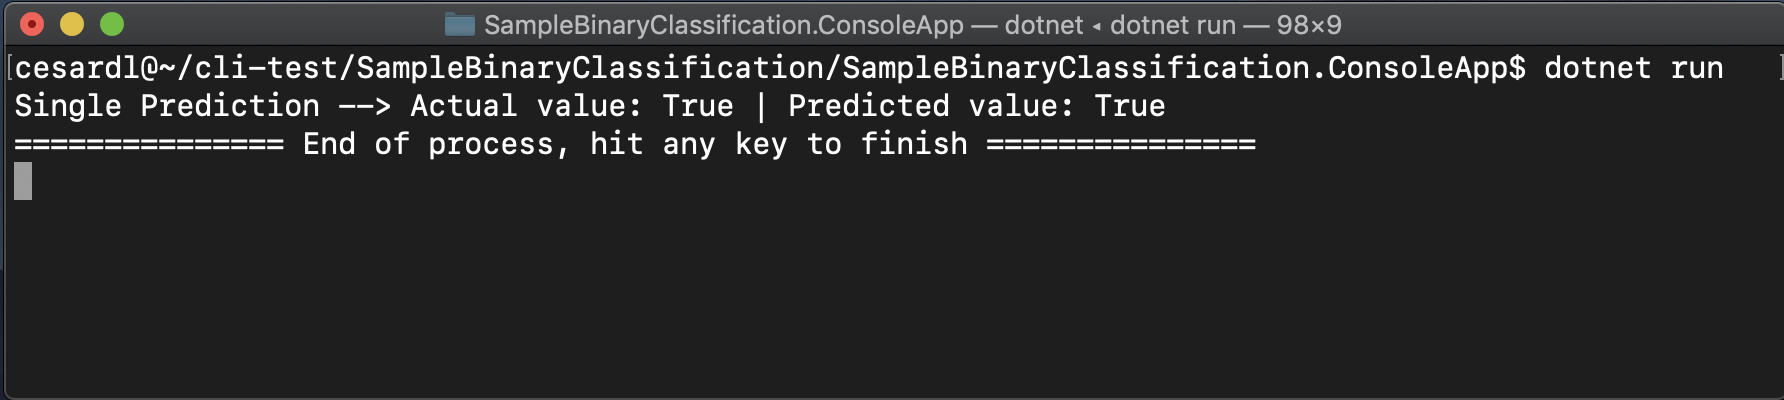 SampleBinaryClassification.ConsoleApp — dotnet ◂ dotnet run — 98×9
[cesardl@~/cli-test/SampleBinaryClassification/SampleBinaryClassification.ConsoleApp$ dotnet run ]
Single Prediction --> Actual value: True | Predicted value: True
=============== End of process, hit any key to finish ===============